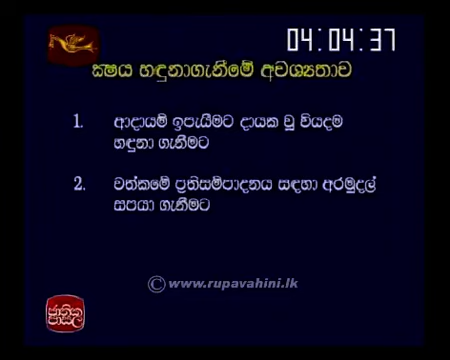 04:04:37
ක්‍ෂය හඳුනාගැනීමේ අවශ්‍යතාව
1. ආදායම් ඉපැයීමට දායක වූ වියදම
හඳුනා ගැනීමට
2. වත්කමේ ප්‍රතිසම්පාදනය සඳහා අරමුදල්
සපයා ගැනීමට
© www.rupavahini.lk
ජාතික
පාසල